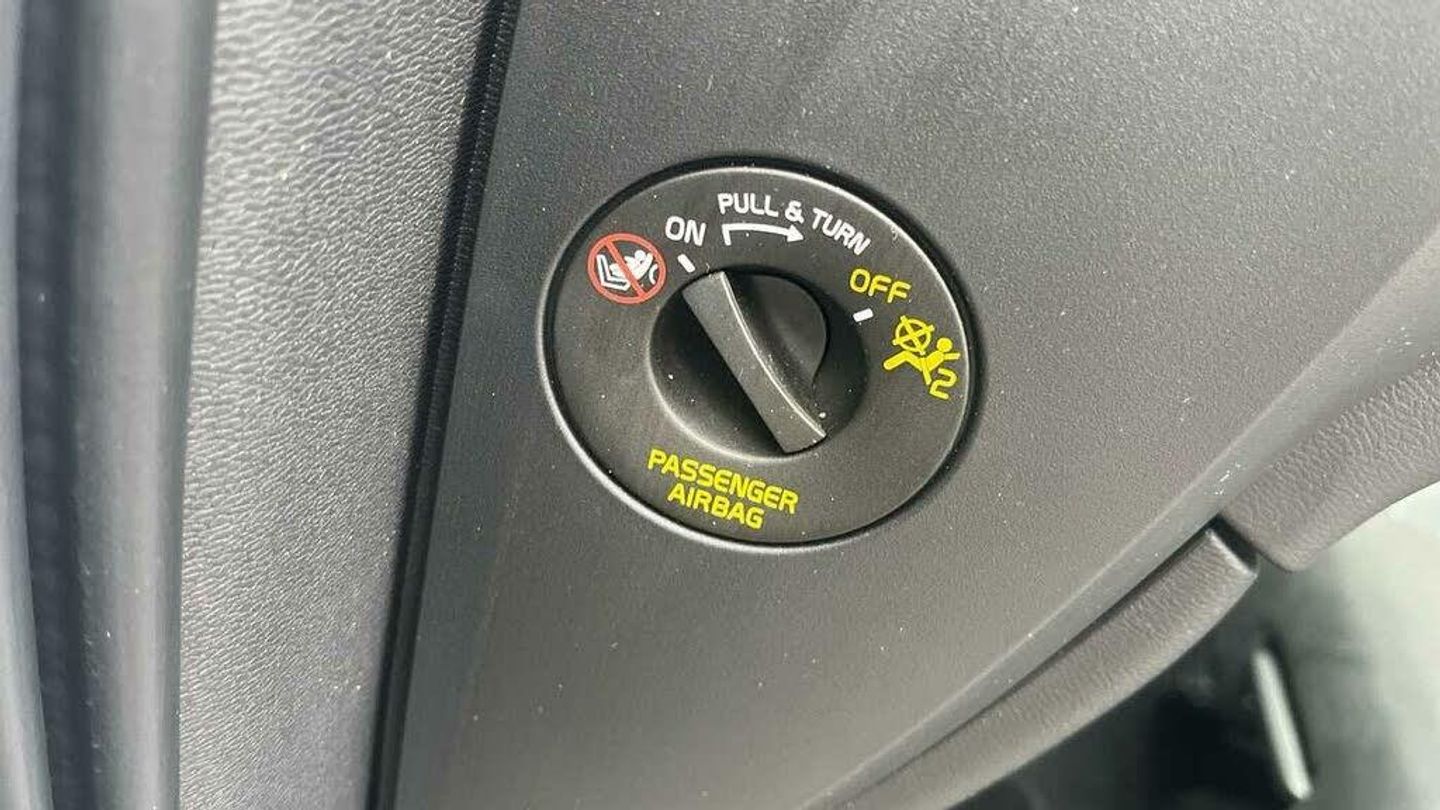 PULL & TURN
ON
OFF
2
PASSENGER
AIRBAG